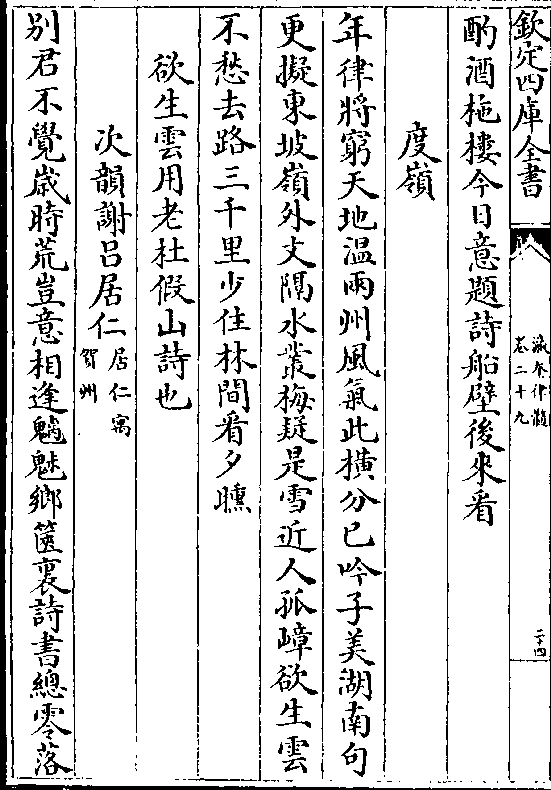 欽定四庫全書
瀛奎律髓
卷二十九
二十四
酌酒柂樓今日意題詩船壁後來看
度嶺
年律將窮天地温兩州風氣此横分已吟子美湖南句
更擬東坡嶺外文隔水叢梅疑是雪近人孤嶂欲生雲
不愁去路三千里少住林間看夕曛
欲生雲用老杜假山詩也
次韻謝吕居仁居仁寓
賀州
别君不覺嵗時荒豈意相逢魑魅鄉篋裏詩書總零落